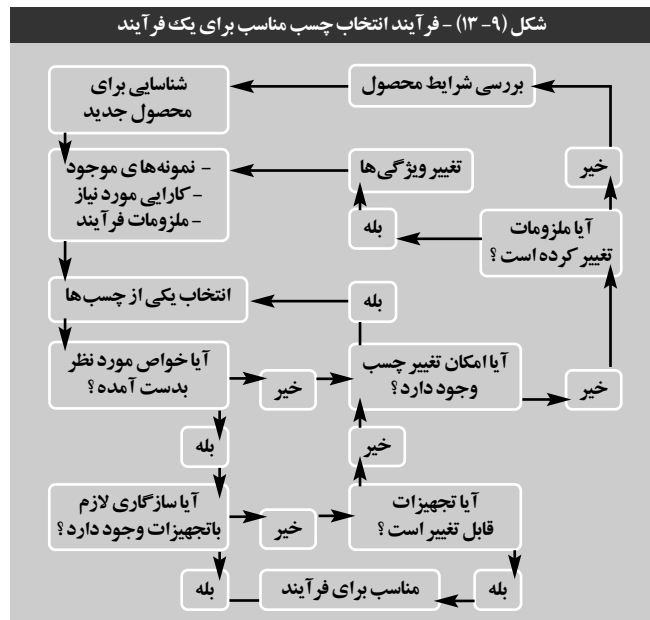 شکل (۹- ۱۳) - فرآیند انتخاب چسب مناسب برای یک فرآیند
بررسی شرایط محصول
شناسایی برای
محصول جدید
خیر
تغییر ویژگی‌ها
- نمونه‌های موجود
- کارایی مورد نیاز
- ملزومات فرآیند
بله
آیا ملزومات
تغییر کرده است ؟
انتخاب یکی از چسب‌ها
بله
آیا خواص مورد نظر
بدست آمده ؟
خیر
آیا امکان تغییر چسب
وجود دارد ؟
خیر
بله
خیر
آیا سازگاری لازم
باتجهیزات وجود دارد ؟
خیر
آیا تجهیزات
قابل تغییر است ؟
بله
مناسب برای فرآیند
بله